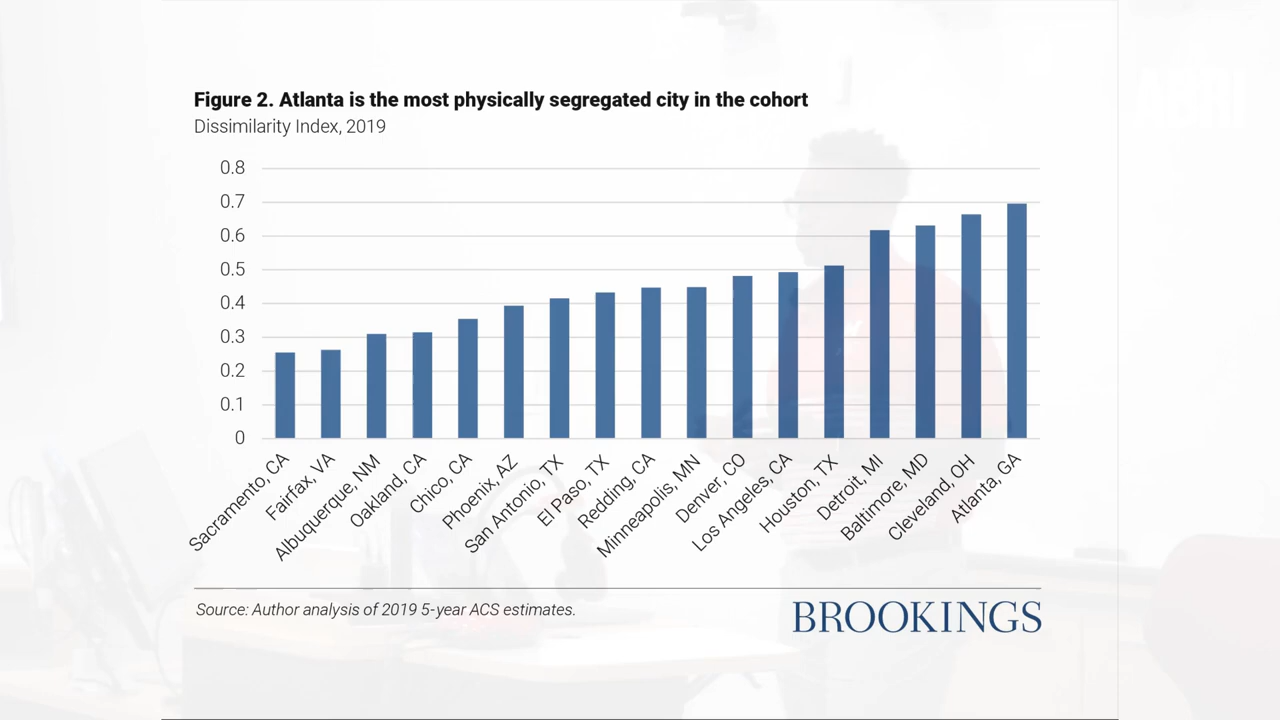 Figure 2. Atlanta is the most physically segregated city in the cohort
Dissimilarity Index, 2019
0.8
0.7
0.6
0.5
0.4
0.3
0.2
0.1
0
Sacramento, CA
Fairfax, VA
Albuquerque, NM
Oakland, CA
Chico, CA
Phoenix, AZ
San Antonio, TX
El Paso, TX
Redding, CA
Minneapolis, MN
Denver, CO
Los Angeles, CA
Houston, TX
Detroit, MI
Baltimore, MD
Cleveland, OH
Atlanta, GA
Source: Author analysis of 2019 5-year ACS estimates.
BROOKINGS